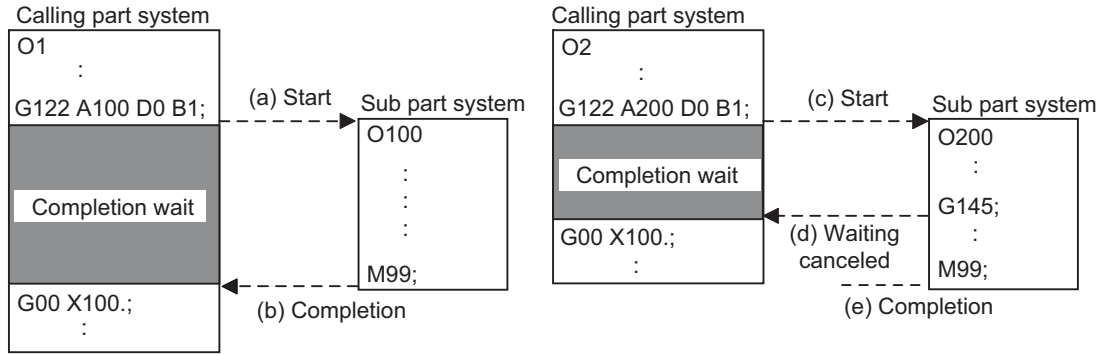 Calling part system
O1
:
G122 A100 D0 B1;
Completion wait
G00 X100.;
:
(a) Start
Sub part system
O100
:
:
:
:
M99;
(b) Completion
Calling part system
O2
:
G122 A200 D0 B1;
Completion wait
G00 X100.;
:
(c) Start
Sub part system
O200
:
G145;
:
M99;
(d) Waiting
canceled
(e) Completion